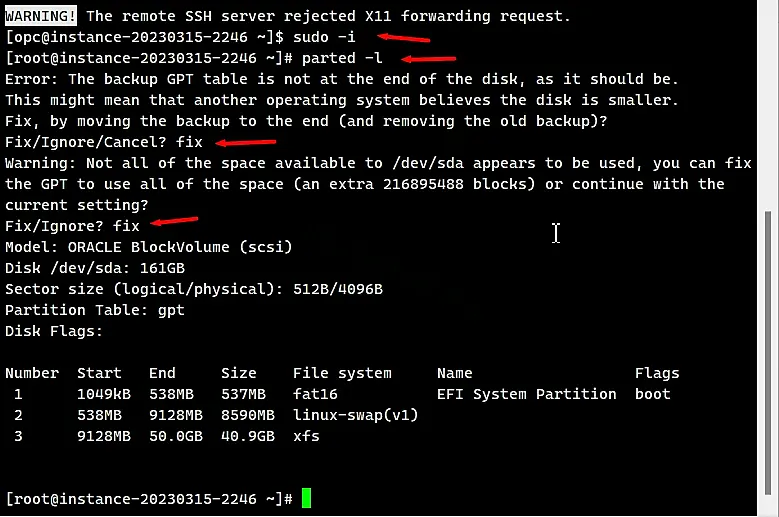 WARNING! The remote SSH server rejected X11 forwarding request.
[opc@instance-20230315-2246 ~]$ sudo -i
[root@instance-20230315-2246 ~]# parted -l
Error: The backup GPT table is not at the end of the disk, as it should be.
This might mean that another operating system believes the disk is smaller.
Fix, by moving the backup to the end (and removing the old backup)?
Fix/Ignore/Cancel? fix
Warning: Not all of the space available to /dev/sda appears to be used, you can fix
the GPT to use all of the space (an extra 216895488 blocks) or continue with the
current setting?
Fix/Ignore? fix
Model: ORACLE BlockVolume (scsi)
Disk /dev/sda: 161GB
Sector size (logical/physical): 512B/4096B
Partition Table: gpt
Disk Flags:
Number  Start   End     Size    File system     Name                  Flags
 1      1049kB  538MB   537MB   fat16           EFI System Partition  boot
 2      538MB   9128MB  8590MB  linux-swap(v1)
 3      9128MB  50.0GB  40.9GB  xfs
[root@instance-20230315-2246 ~]#